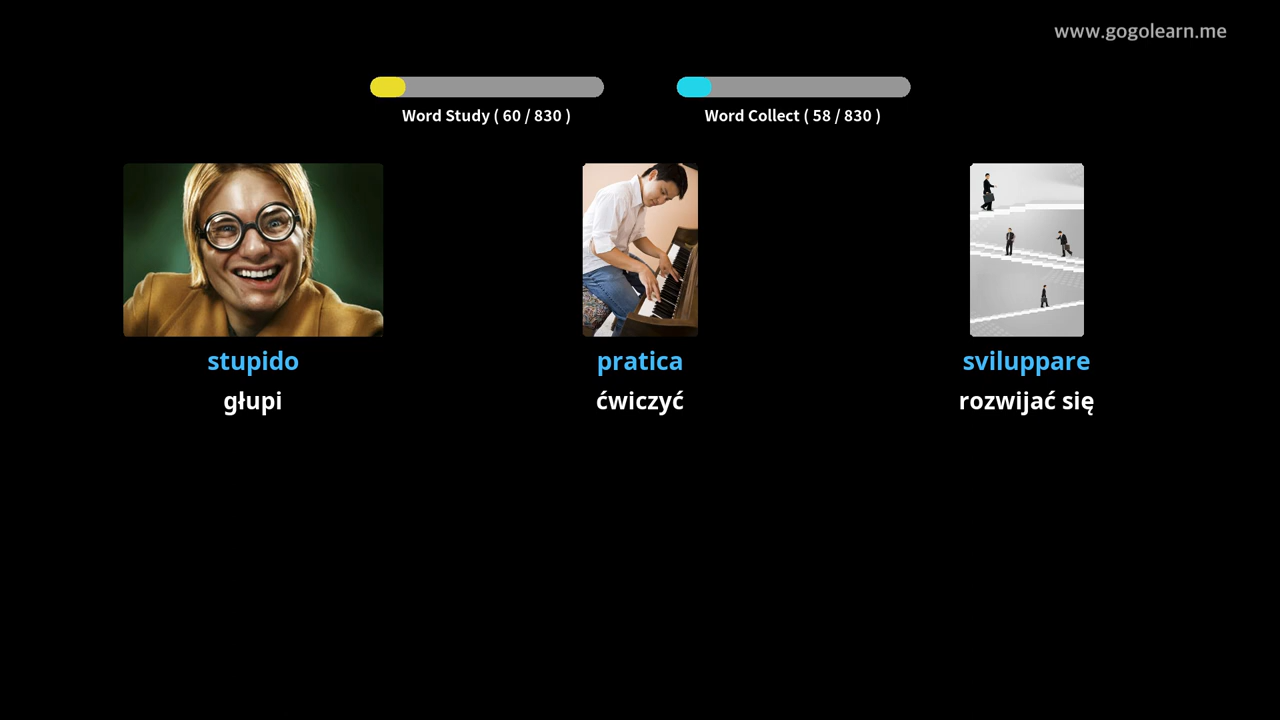 www.gogolearn.me
Word Study ( 60 / 830 )
Word Collect ( 58 / 830 )
stupido
głupi
pratica
ćwiczyć
sviluppare
rozwijać się